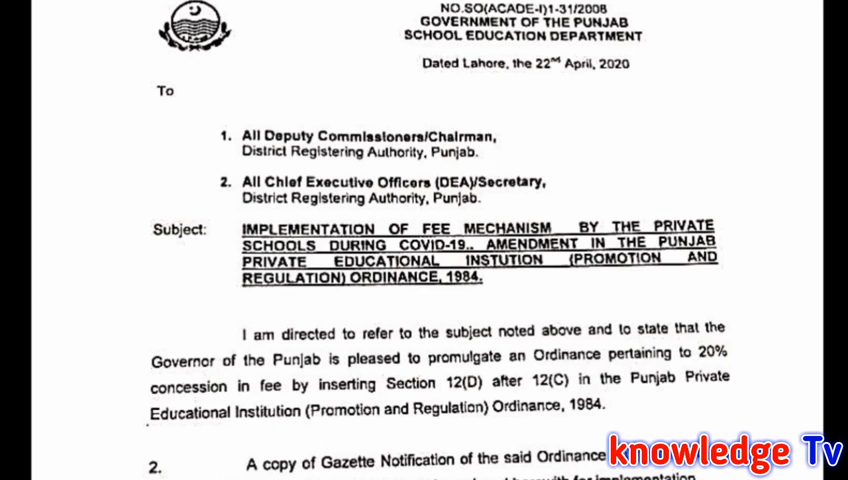 NO.SO(ACADE-I)1-31/2008
GOVERNMENT OF THE PUNJAB
SCHOOL EDUCATION DEPARTMENT
Dated Lahore, the 22nd April, 2020
To
1. All Deputy Commissioners/Chairman,
District Registering Authority, Punjab.
2. All Chief Executive Officers (DEA)/Secretary,
District Registering Authority, Punjab.
Subject: IMPLEMENTATION OF FEE MECHANISM BY THE PRIVATE
SCHOOLS DURING COVID-19.. AMENDMENT IN THE PUNJAB
PRIVATE EDUCATIONAL INSTUTION (PROMOTION AND
REGULATION) ORDINANCE, 1984.
I am directed to refer to the subject noted above and to state that the
Governor of the Punjab is pleased to promulgate an Ordinance pertaining to 20%
concession in fee by inserting Section 12(D) after 12(C) in the Punjab Private
Educational Institution (Promotion and Regulation) Ordinance, 1984.
2. A copy of Gazette Notification of the said Ordinance
for implementation
knowledge Tv